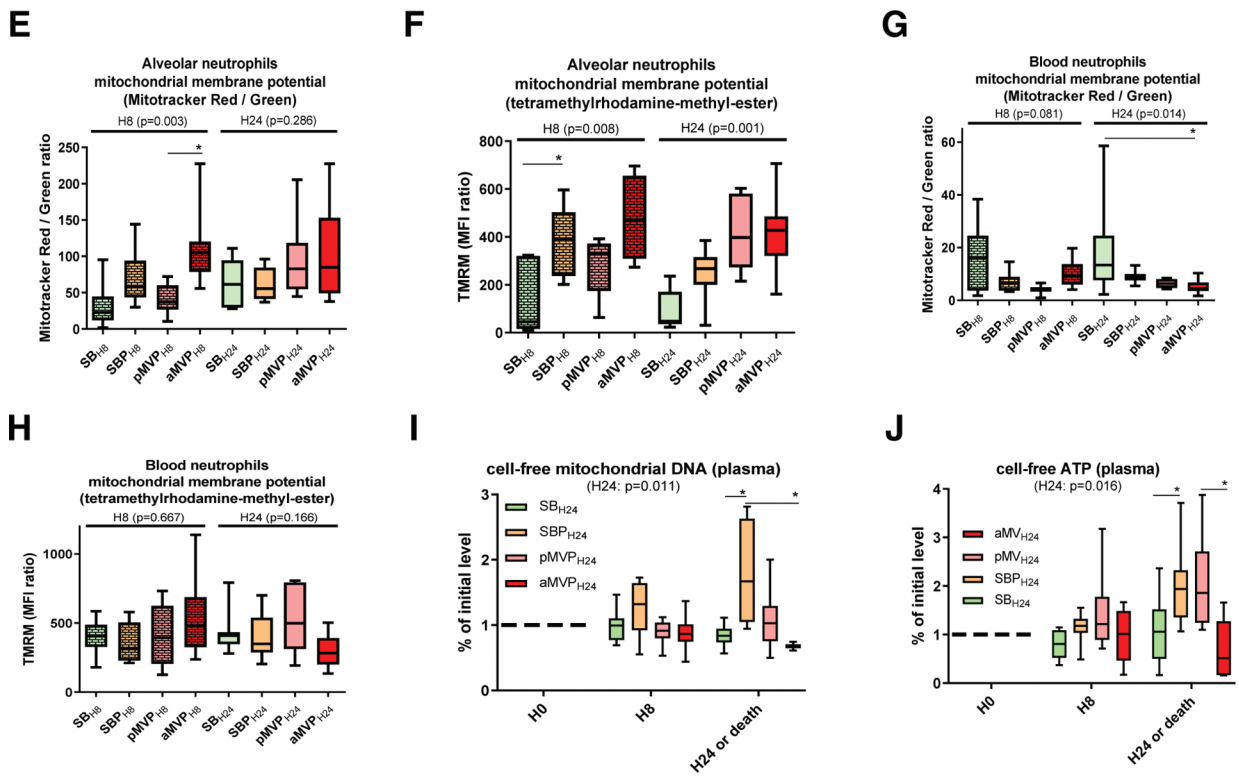 E
Alveolar neutrophils
mitochondrial membrane potential
(Mitotracker Red / Green)
H8 (p=0.003)
H24 (p=0.286)
*
Mitotracker Red / Green ratio
250
200
150
100
50
0
SBH8
SBPH8
pMVPH8
aMVPH8
SBH24
SBPH24
pMVPH24
aMVPH24
F
Alveolar neutrophils
mitochondrial membrane potential
(tetramethylrhodamine-methyl-ester)
H8 (p=0.008)
H24 (p=0.001)
*
TMRM (MFI ratio)
800
600
400
200
0
SBH8
SBPH8
pMVPH8
aMVPH8
SBH24
SBPH24
pMVPH24
aMVPH24
G
Blood neutrophils
mitochondrial membrane potential
(Mitotracker Red / Green)
H8 (p=0.081)
H24 (p=0.014)
*
Mitotracker Red / Green ratio
60
40
20
0
SBH8
SBPH8
pMVPH8
aMVPH8
SBH24
SBPH24
pMVPH24
aMVPH24
H
Blood neutrophils
mitochondrial membrane potential
(tetramethylrhodamine-methyl-ester)
H8 (p=0.667)
H24 (p=0.166)
TMRM (MFI ratio)
1000
500
0
SBH8
SBPH8
pMVPH8
aMVPH8
SBH24
SBPH24
pMVPH24
aMVPH24
I
cell-free mitochondrial DNA (plasma)
(H24: p=0.011)
*
*
% of initial level
3
2
1
0
SBH24
SBPH24
pMVPH24
aMVPH24
H0
H8
H24 or death
J
cell-free ATP (plasma)
(H24: p=0.016)
*
*
% of initial level
4
3
2
1
0
aMVH24
pMVH24
SBPH24
SBH24
H0
H8
H24 or death